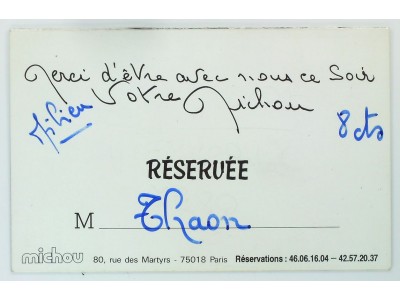 Merci d'être avec nous ce Soir
Votre Michou
8 cts
RÉSERVÉE
M Thaon
michou
80, rue des Martyrs - 75018 Paris Réservations : 46.06.16.04 – 42.57.20.37